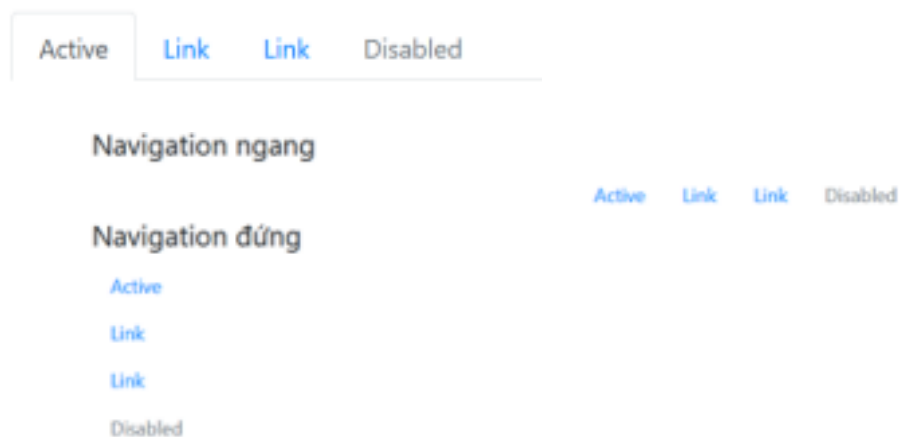 Active Link Link Disabled
Navigation ngang
Active Link Link Disabled
Navigation đứng
Active
Link
Link
Disabled